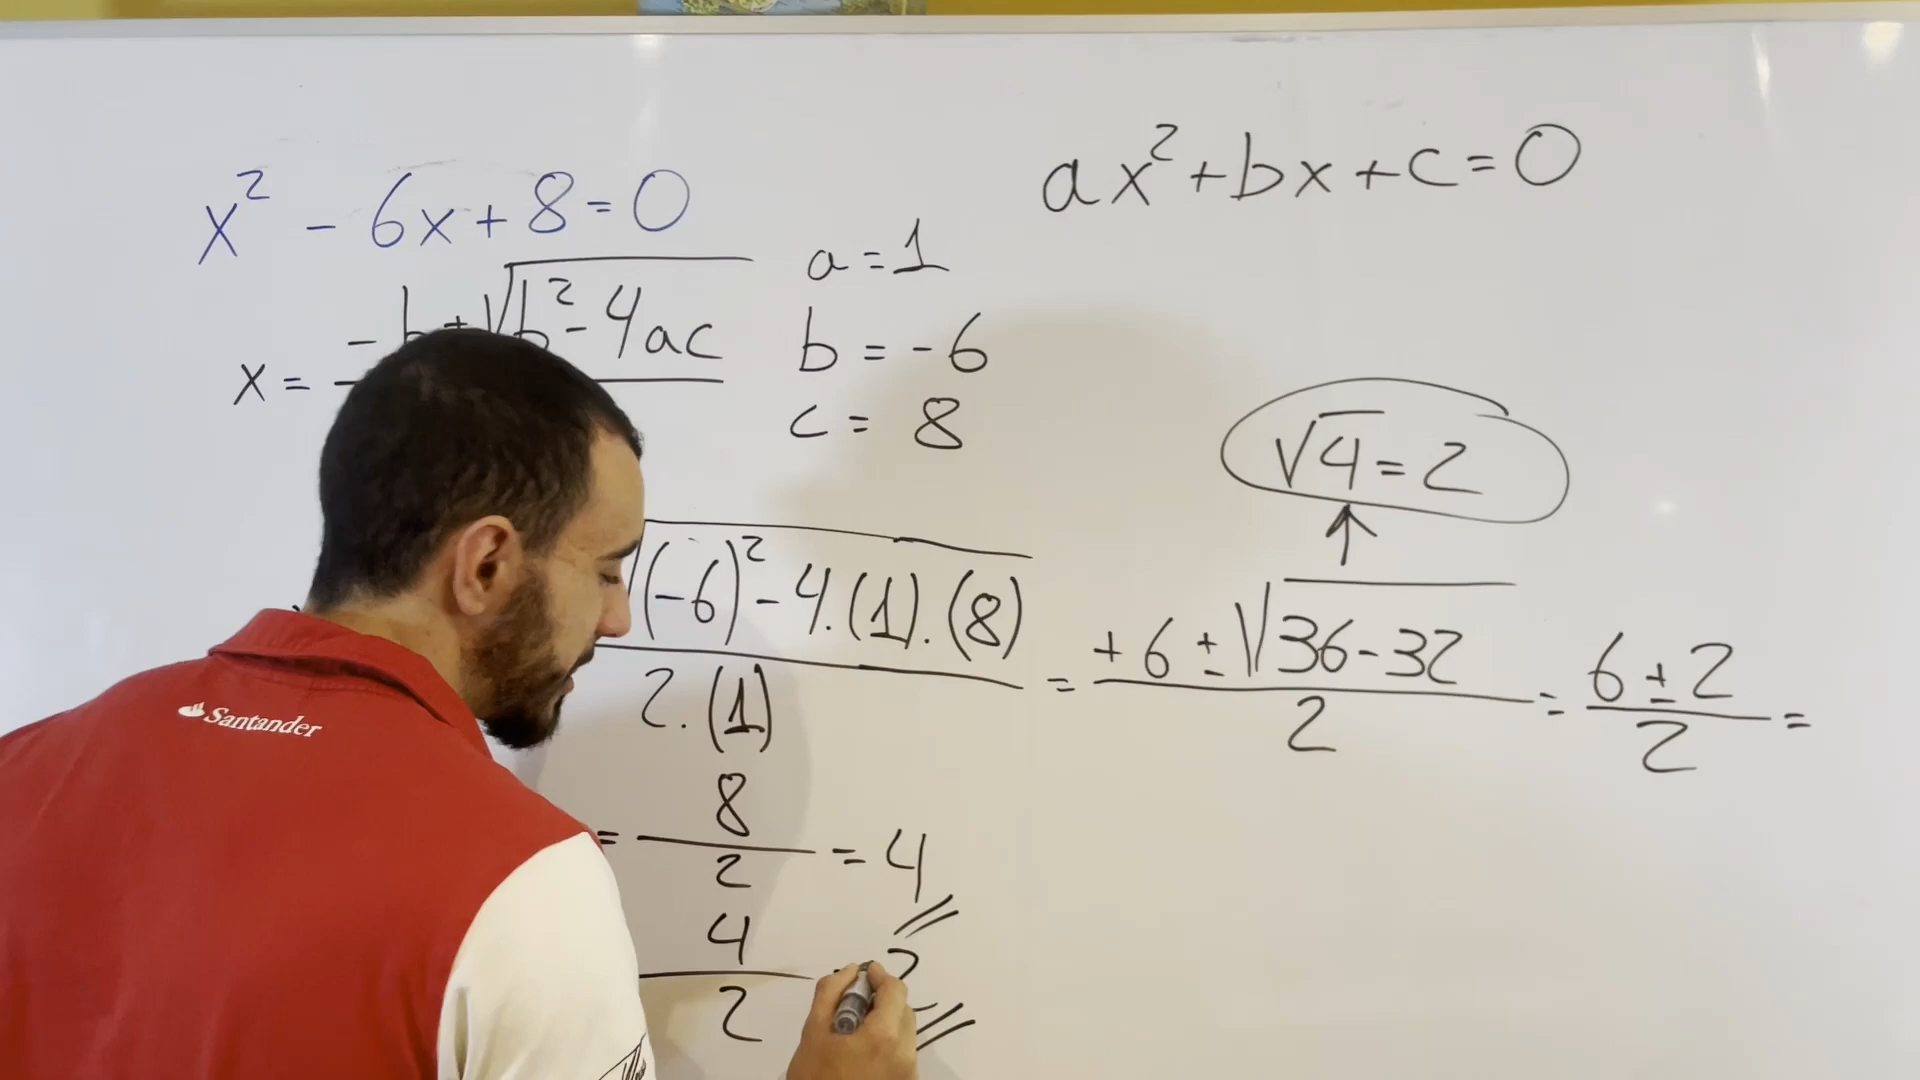 ax² + bx + c = 0
x² - 6x + 8 = 0
a = 1
x = -b ± √b² - 4ac
b = -6
c = 8
√4 = 2
√(-6)² - 4.(1).(8)
2.(1)
= +6 ± √36-32
2
= 6 ± 2
2
=
= 8
2
= 4
4
2
2
Santander